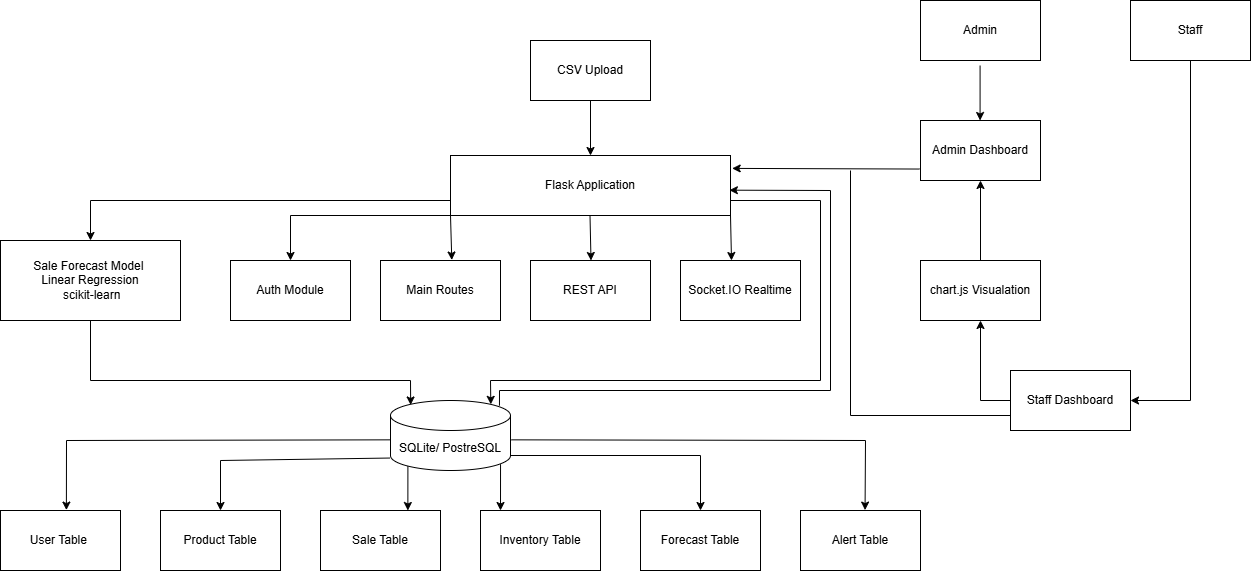 Admin
Staff
CSV Upload
Admin Dashboard
Flask Application
Sale Forecast Model
Linear Regression
scikit-learn
Auth Module
Main Routes
REST API
Socket.IO Realtime
chart.js Visualation
Staff Dashboard
SQLite/ PostreSQL
User Table
Product Table
Sale Table
Inventory Table
Forecast Table
Alert Table